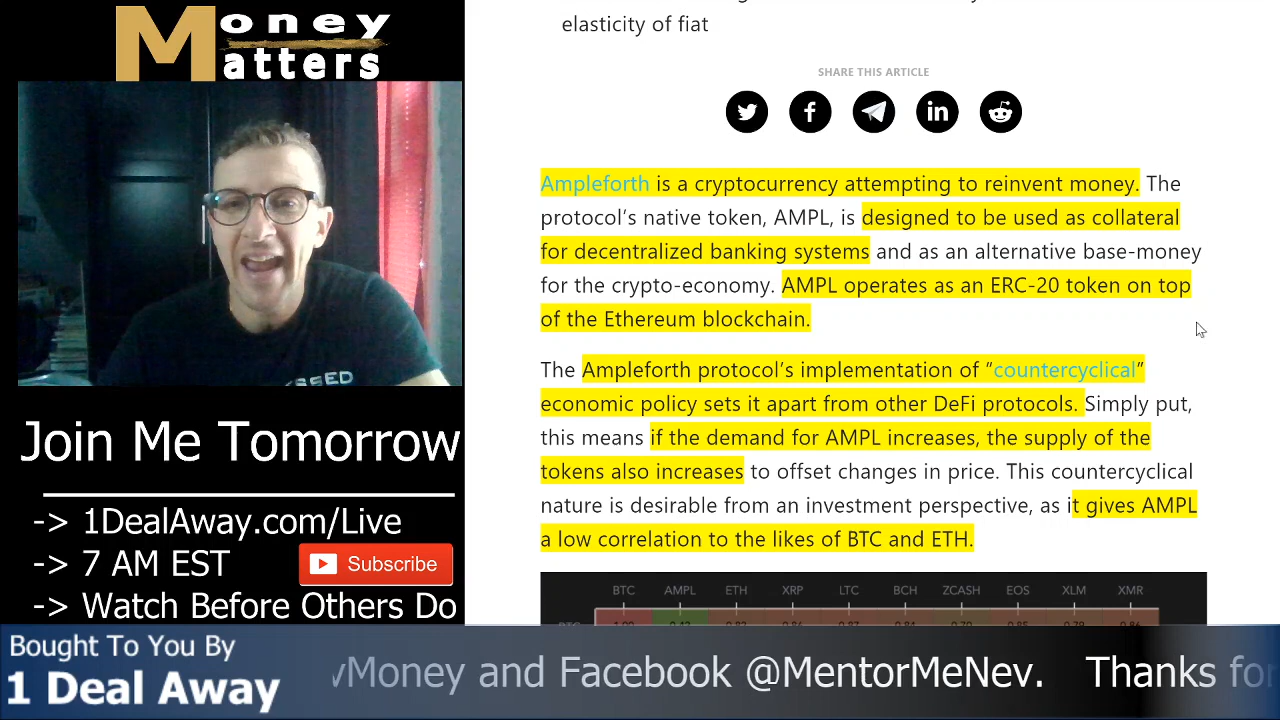 Money
Matters
Join Me Tomorrow
-> 1DealAway.com/Live
-> 7 AM EST
Subscribe
-> Watch Before Others Do
elasticity of fiat
SHARE THIS ARTICLE
Ampleforth is a cryptocurrency attempting to reinvent money. The
protocol's native token, AMPL, is designed to be used as collateral
for decentralized banking systems and as an alternative base-money
for the crypto-economy. AMPL operates as an ERC-20 token on top
of the Ethereum blockchain.
The Ampleforth protocol's implementation of “countercyclical”
economic policy sets it apart from other DeFi protocols. Simply put,
this means if the demand for AMPL increases, the supply of the
tokens also increases to offset changes in price. This countercyclical
nature is desirable from an investment perspective, as it gives AMPL
a low correlation to the likes of BTC and ETH.
BTC AMPL ETH XRP LTC BCH ZCASH EOS XLM XMR
Bought To You By
1 Deal Away
Money and Facebook @MentorMeNev. Thanks for